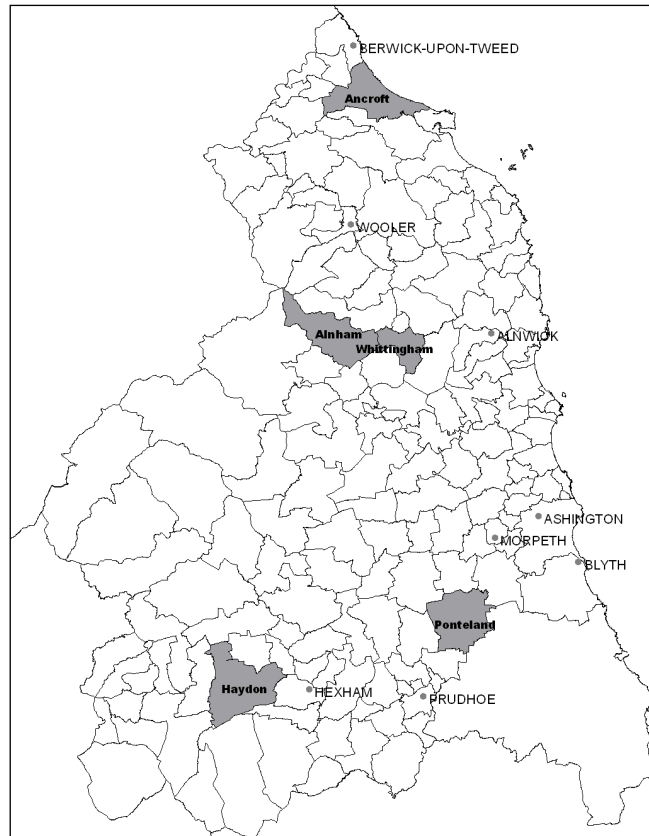 BERWICK-UPON-TWEED
Ancroft
WOOLER
Alnham
Whittingham
ALNWICK
ASHINGTON
MORPETH
BLYTH
Ponteland
Haydon
HEXHAM
PRUDHOE